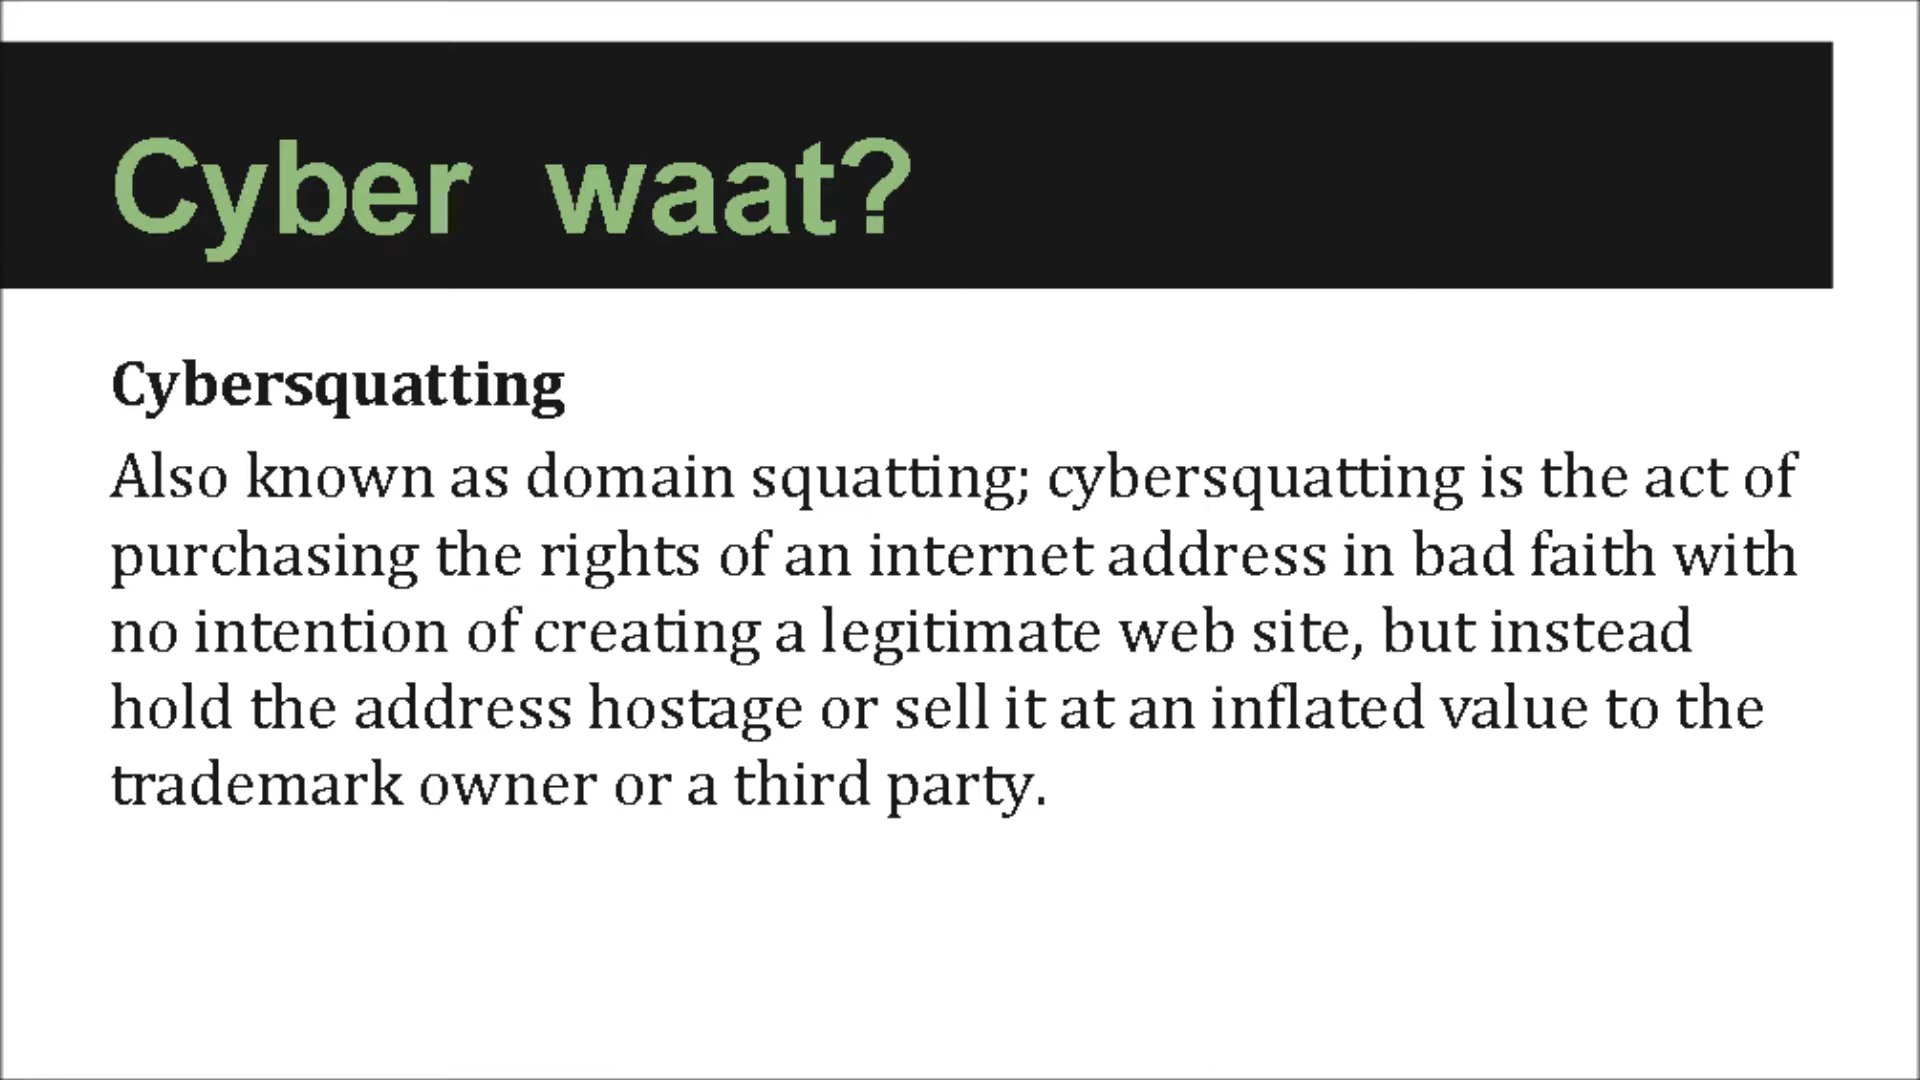 Cyber waat?
Cybersquatting
Also known as domain squatting; cybersquatting is the act of
purchasing the rights of an internet address in bad faith with
no intention of creating a legitimate web site, but instead
hold the address hostage or sell it at an inflated value to the
trademark owner or a third party.